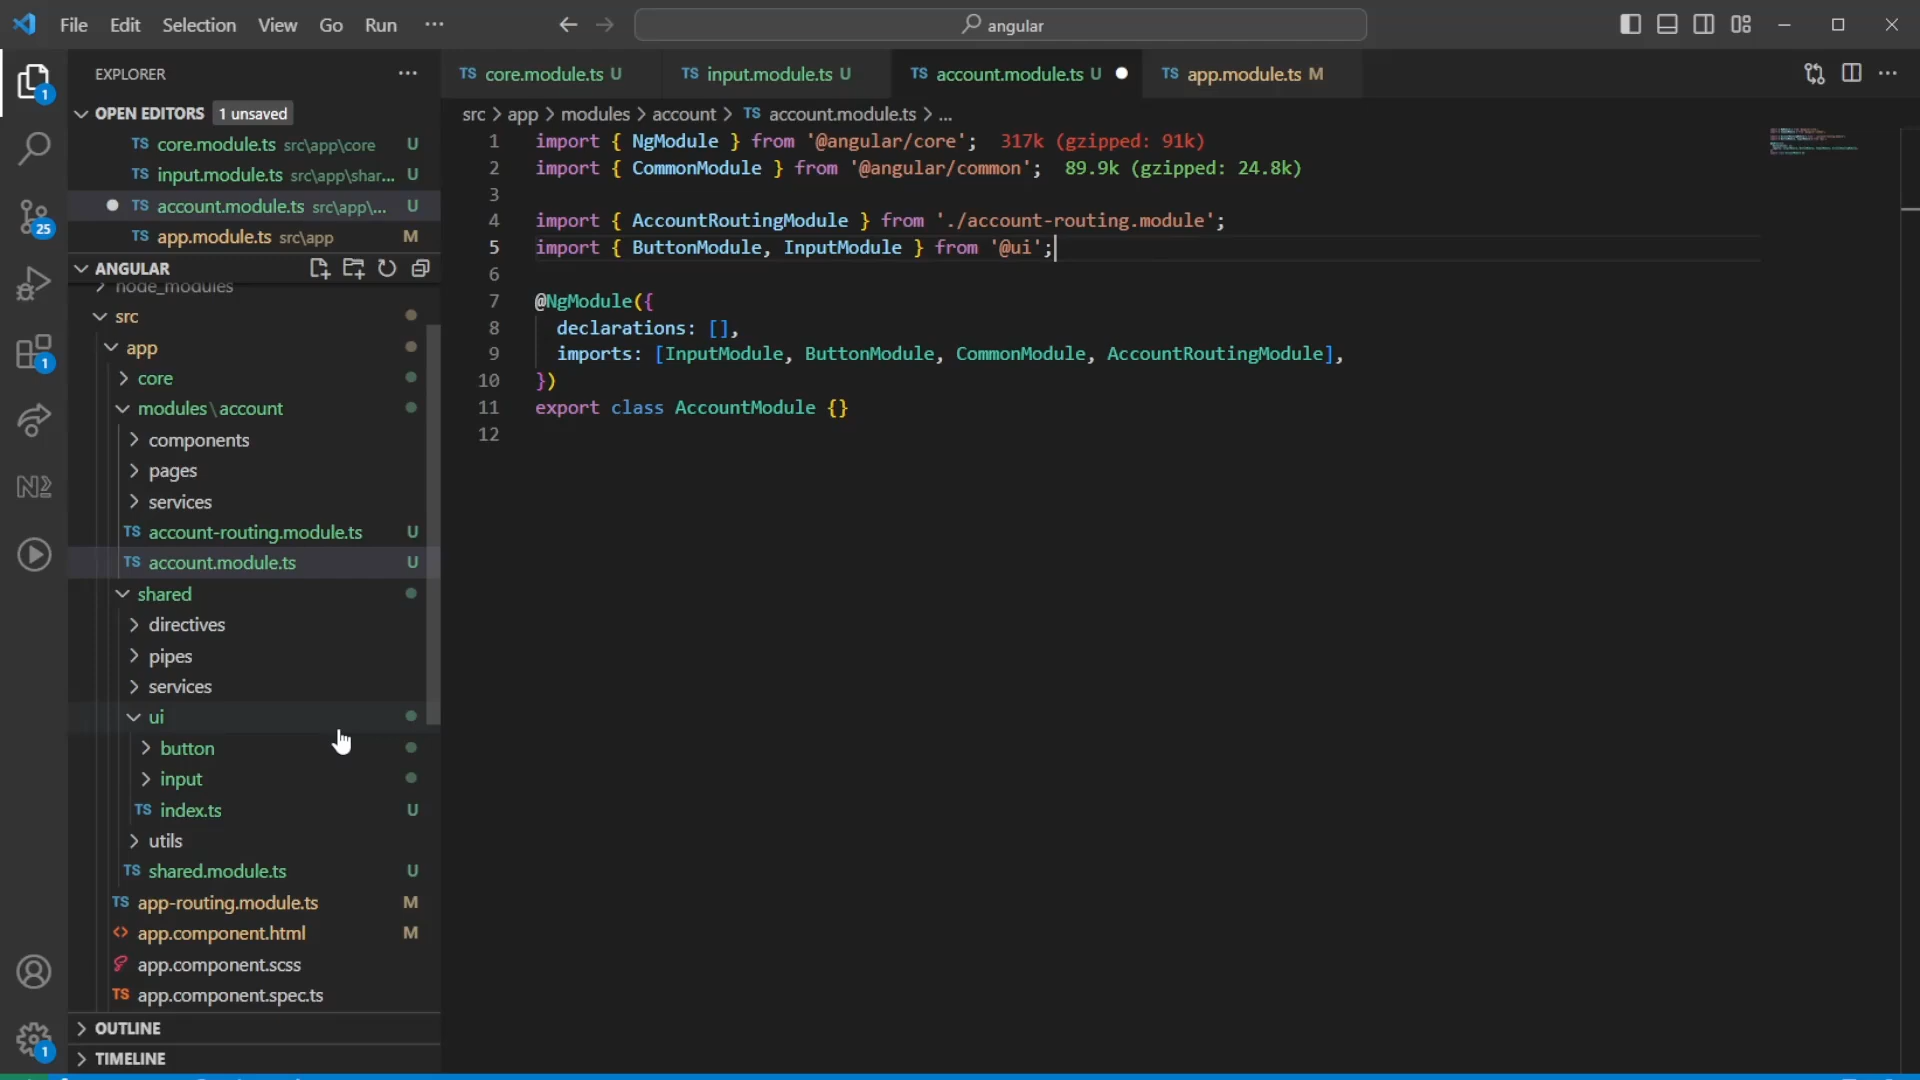 File Edit Selection View Go Run ···
angular
EXPLORER ···
OPEN EDITORS 1 unsaved
TS core.module.ts src\app\core U
TS input.module.ts src\app\shar... U
TS account.module.ts src\app\... U
TS app.module.ts src\app M
ANGULAR
node_modules
src
app
core
modules\account
components
pages
services
TS account-routing.module.ts U
TS account.module.ts U
shared
directives
pipes
services
ui
button
input
TS index.ts U
utils
TS shared.module.ts U
TS app-routing.module.ts M
<> app.component.html M
app.component.scss
TS app.component.spec.ts
OUTLINE
TIMELINE
1
25
1
1
TS core.module.ts U TS input.module.ts U TS account.module.ts U TS app.module.ts M
src > app > modules > account > TS account.module.ts > ...
1 import { NgModule } from '@angular/core'; 317k (gzipped: 91k)
2 import { CommonModule } from '@angular/common'; 89.9k (gzipped: 24.8k)
3
4 import { AccountRoutingModule } from './account-routing.module';
5 import { ButtonModule, InputModule } from '@ui';
6
7 @NgModule({
8 declarations: [],
9 imports: [InputModule, ButtonModule, CommonModule, AccountRoutingModule],
10 })
11 export class AccountModule {}
12